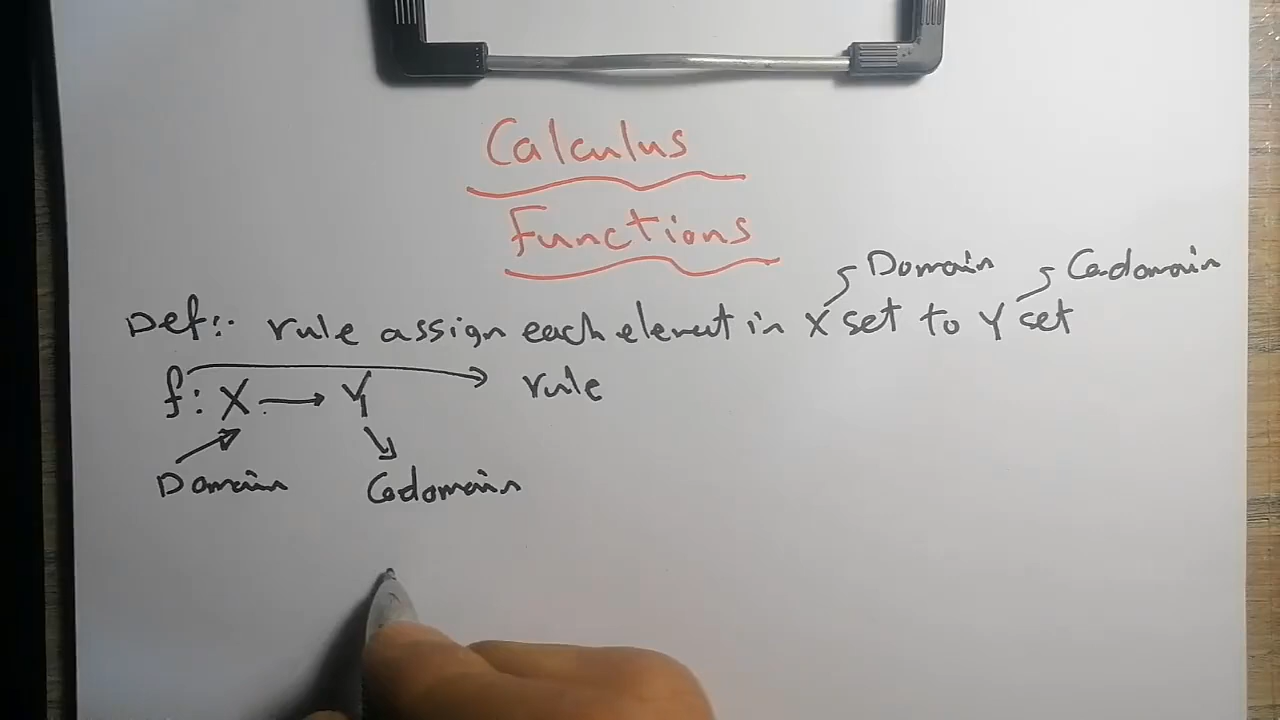 Calculus
Functions
Domain Codomain
Def:- rule assign each element in X set to Y set
f: X → Y rule
Domain Codomain